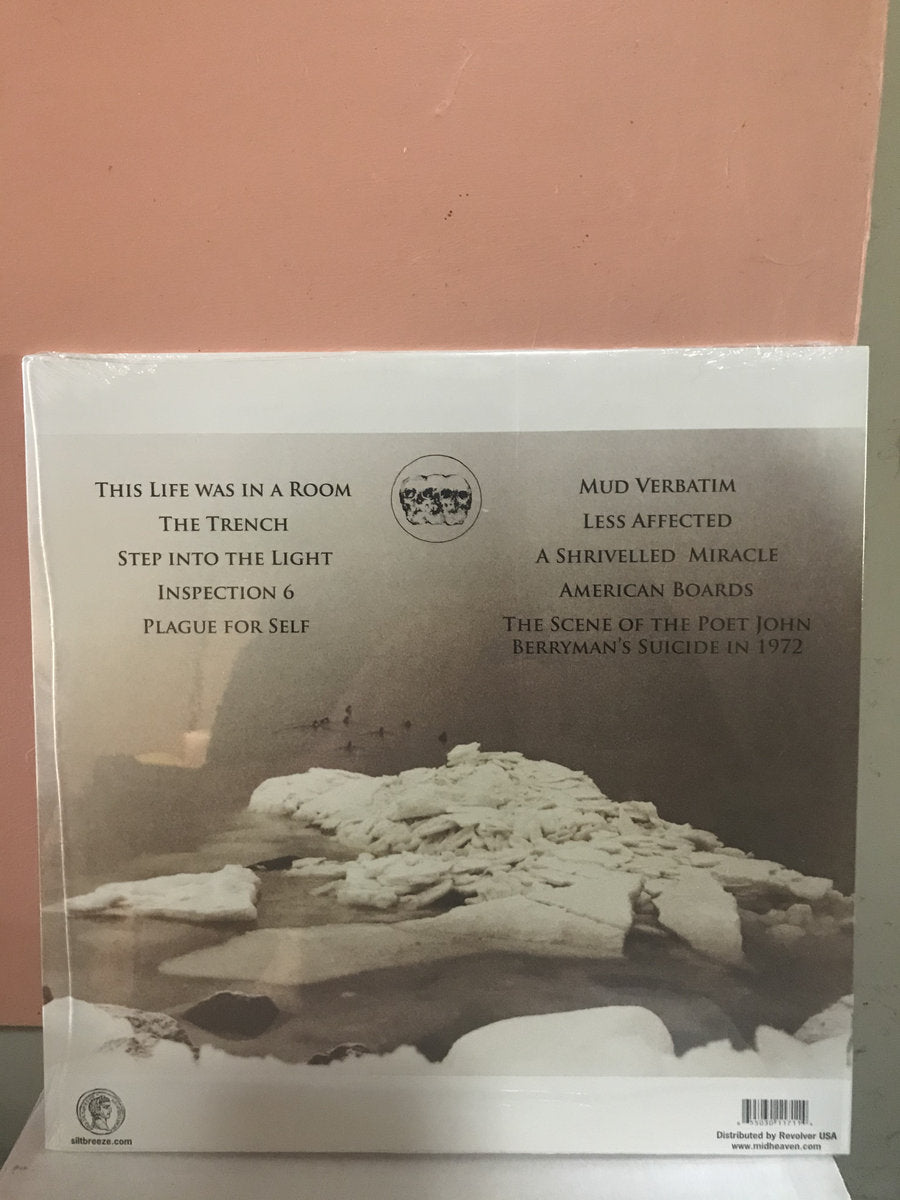 This Life was in a Room
The Trench
Step into the Light
Inspection 6
Plague for Self
Mud Verbatim
Less Affected
A Shrivelled Miracle
American Boards
The Scene of the Poet John
Berryman's Suicide in 1972
siltbreeze.com
Distributed by Revolver USA
www.midheaven.com